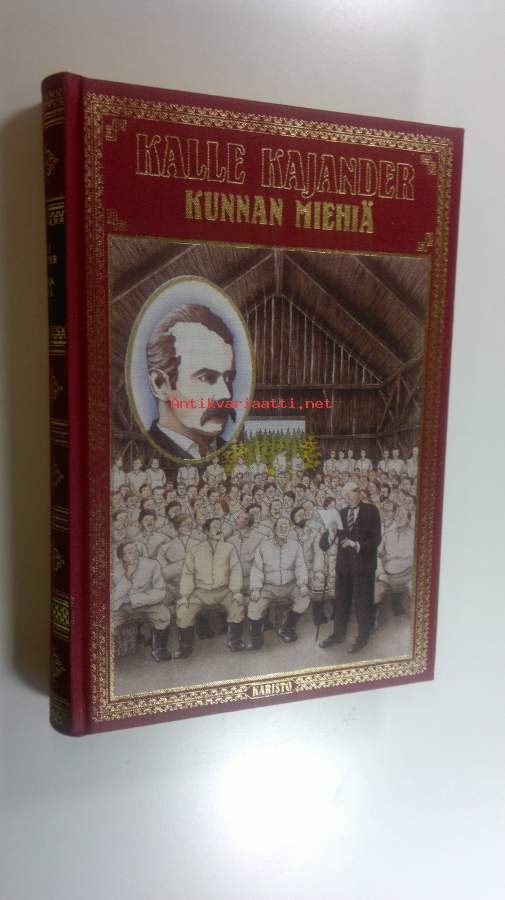 KALLE KAJANDER
KUNNAN MIEHIÄ
Antikvariaatti.net
KARISTO